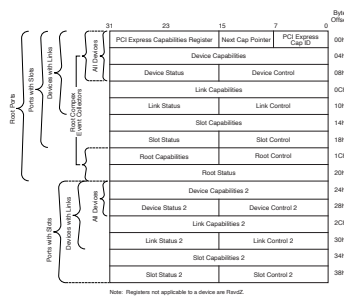 Byte
Offset
31 23 15 7 0
PCI Express Capabilities Register Next Cap Pointer PCI Express Cap ID 00h
Device Capabilities 04h
Device Status Device Control 08h
Link Capabilities 0Ch
Link Status Link Control 10h
Slot Capabilities 14h
Slot Status Slot Control 18h
Root Capabilities Root Control 1Ch
Root Status 20h
Device Capabilities 2 24h
Device Status 2 Device Control 2 28h
Link Capabilities 2 2Ch
Link Status 2 Link Control 2 30h
Slot Capabilities 2 34h
Slot Status 2 Slot Control 2 38h
Root Ports
Ports with Slots
Devices with Links
Root Complex
Event Collectors
All Devices
Ports with Slots
Devices with Links
All Devices
Note: Registers not applicable to a device are RsvdZ.